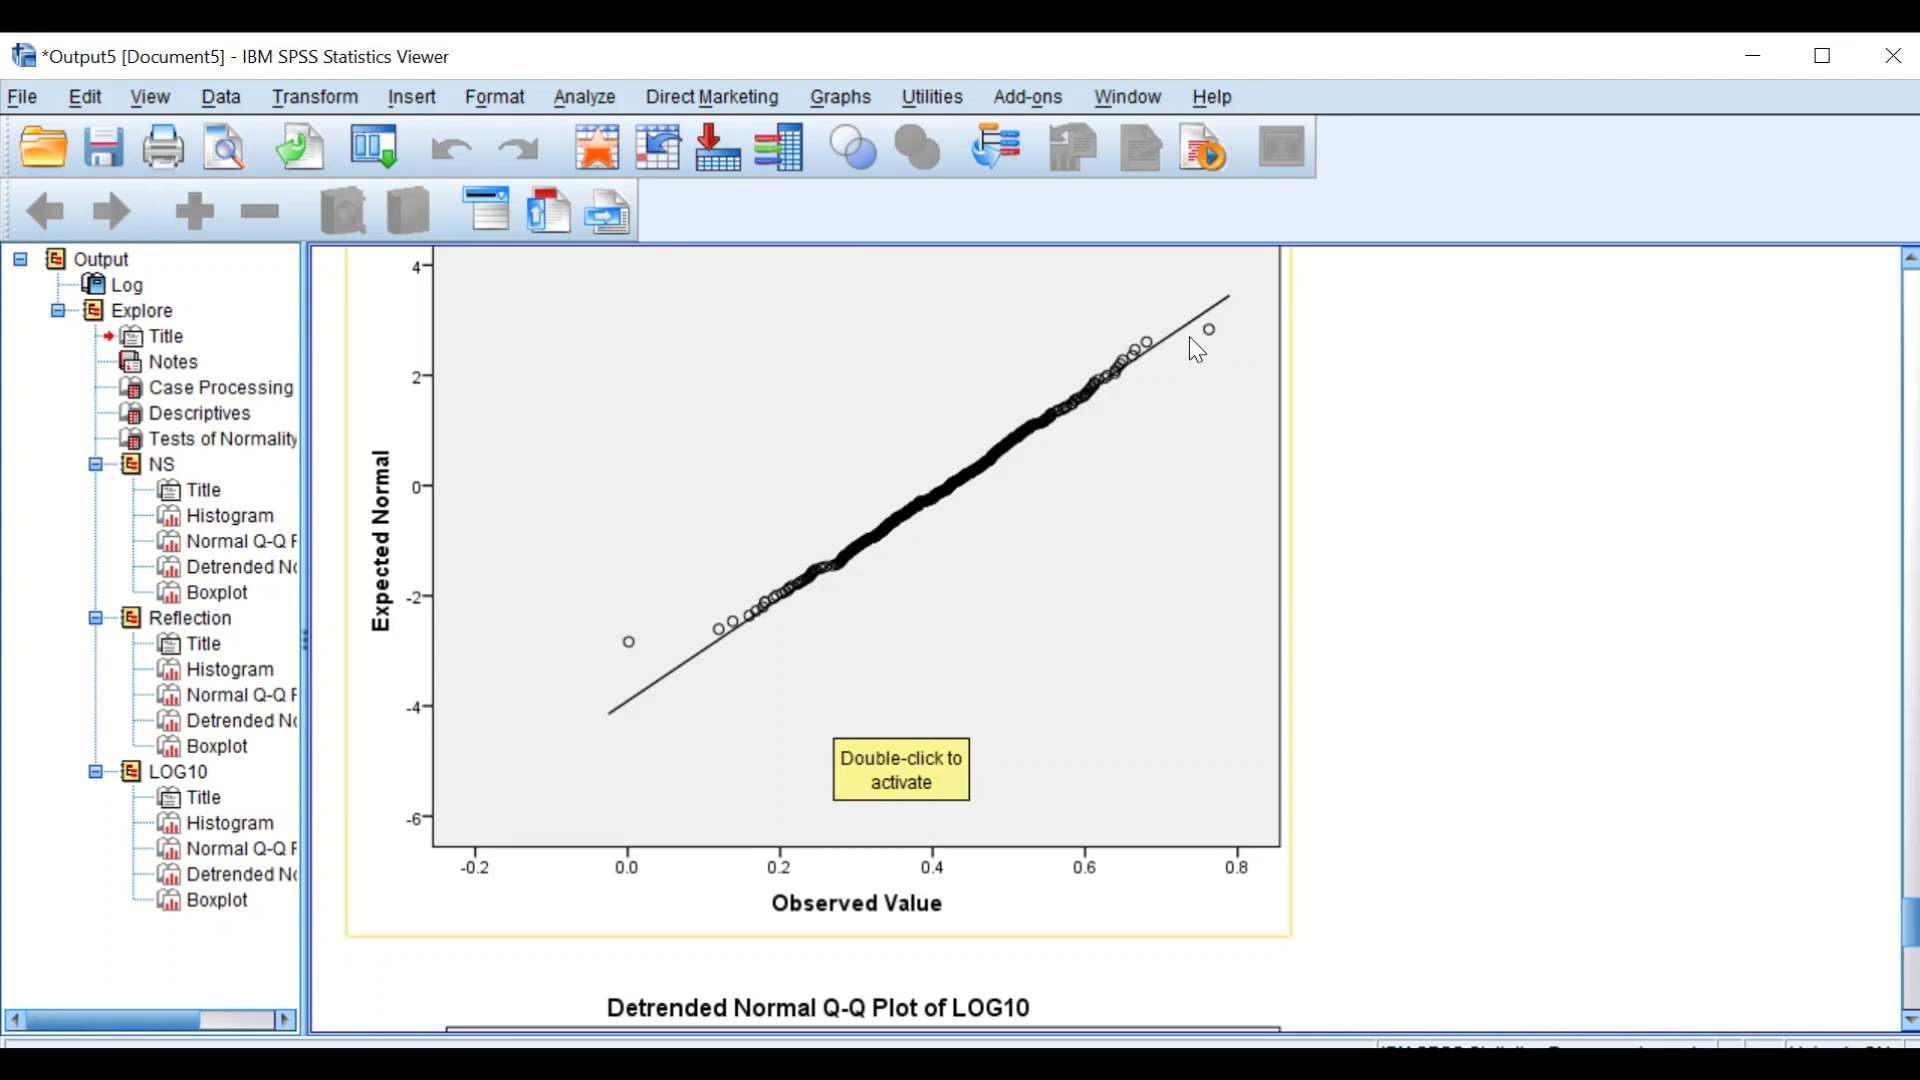 *Output5 [Document5] - IBM SPSS Statistics Viewer
File Edit View Data Transform Insert Format Analyze Direct Marketing Graphs Utilities Add-ons Window Help
Output
Log
Explore
Title
Notes
Case Processing
Descriptives
Tests of Normality
NS
Title
Histogram
Normal Q-Q
Detrended
Boxplot
Reflection
Title
Histogram
Normal Q-Q
Detrended
Boxplot
LOG10
Title
Histogram
Normal Q-Q
Detrended
Boxplot
4
2
0
-2
-4
-6
Expected Normal
Double-click to
activate
-0.2 0.0 0.2 0.4 0.6 0.8
Observed Value
Detrended Normal Q-Q Plot of LOG10